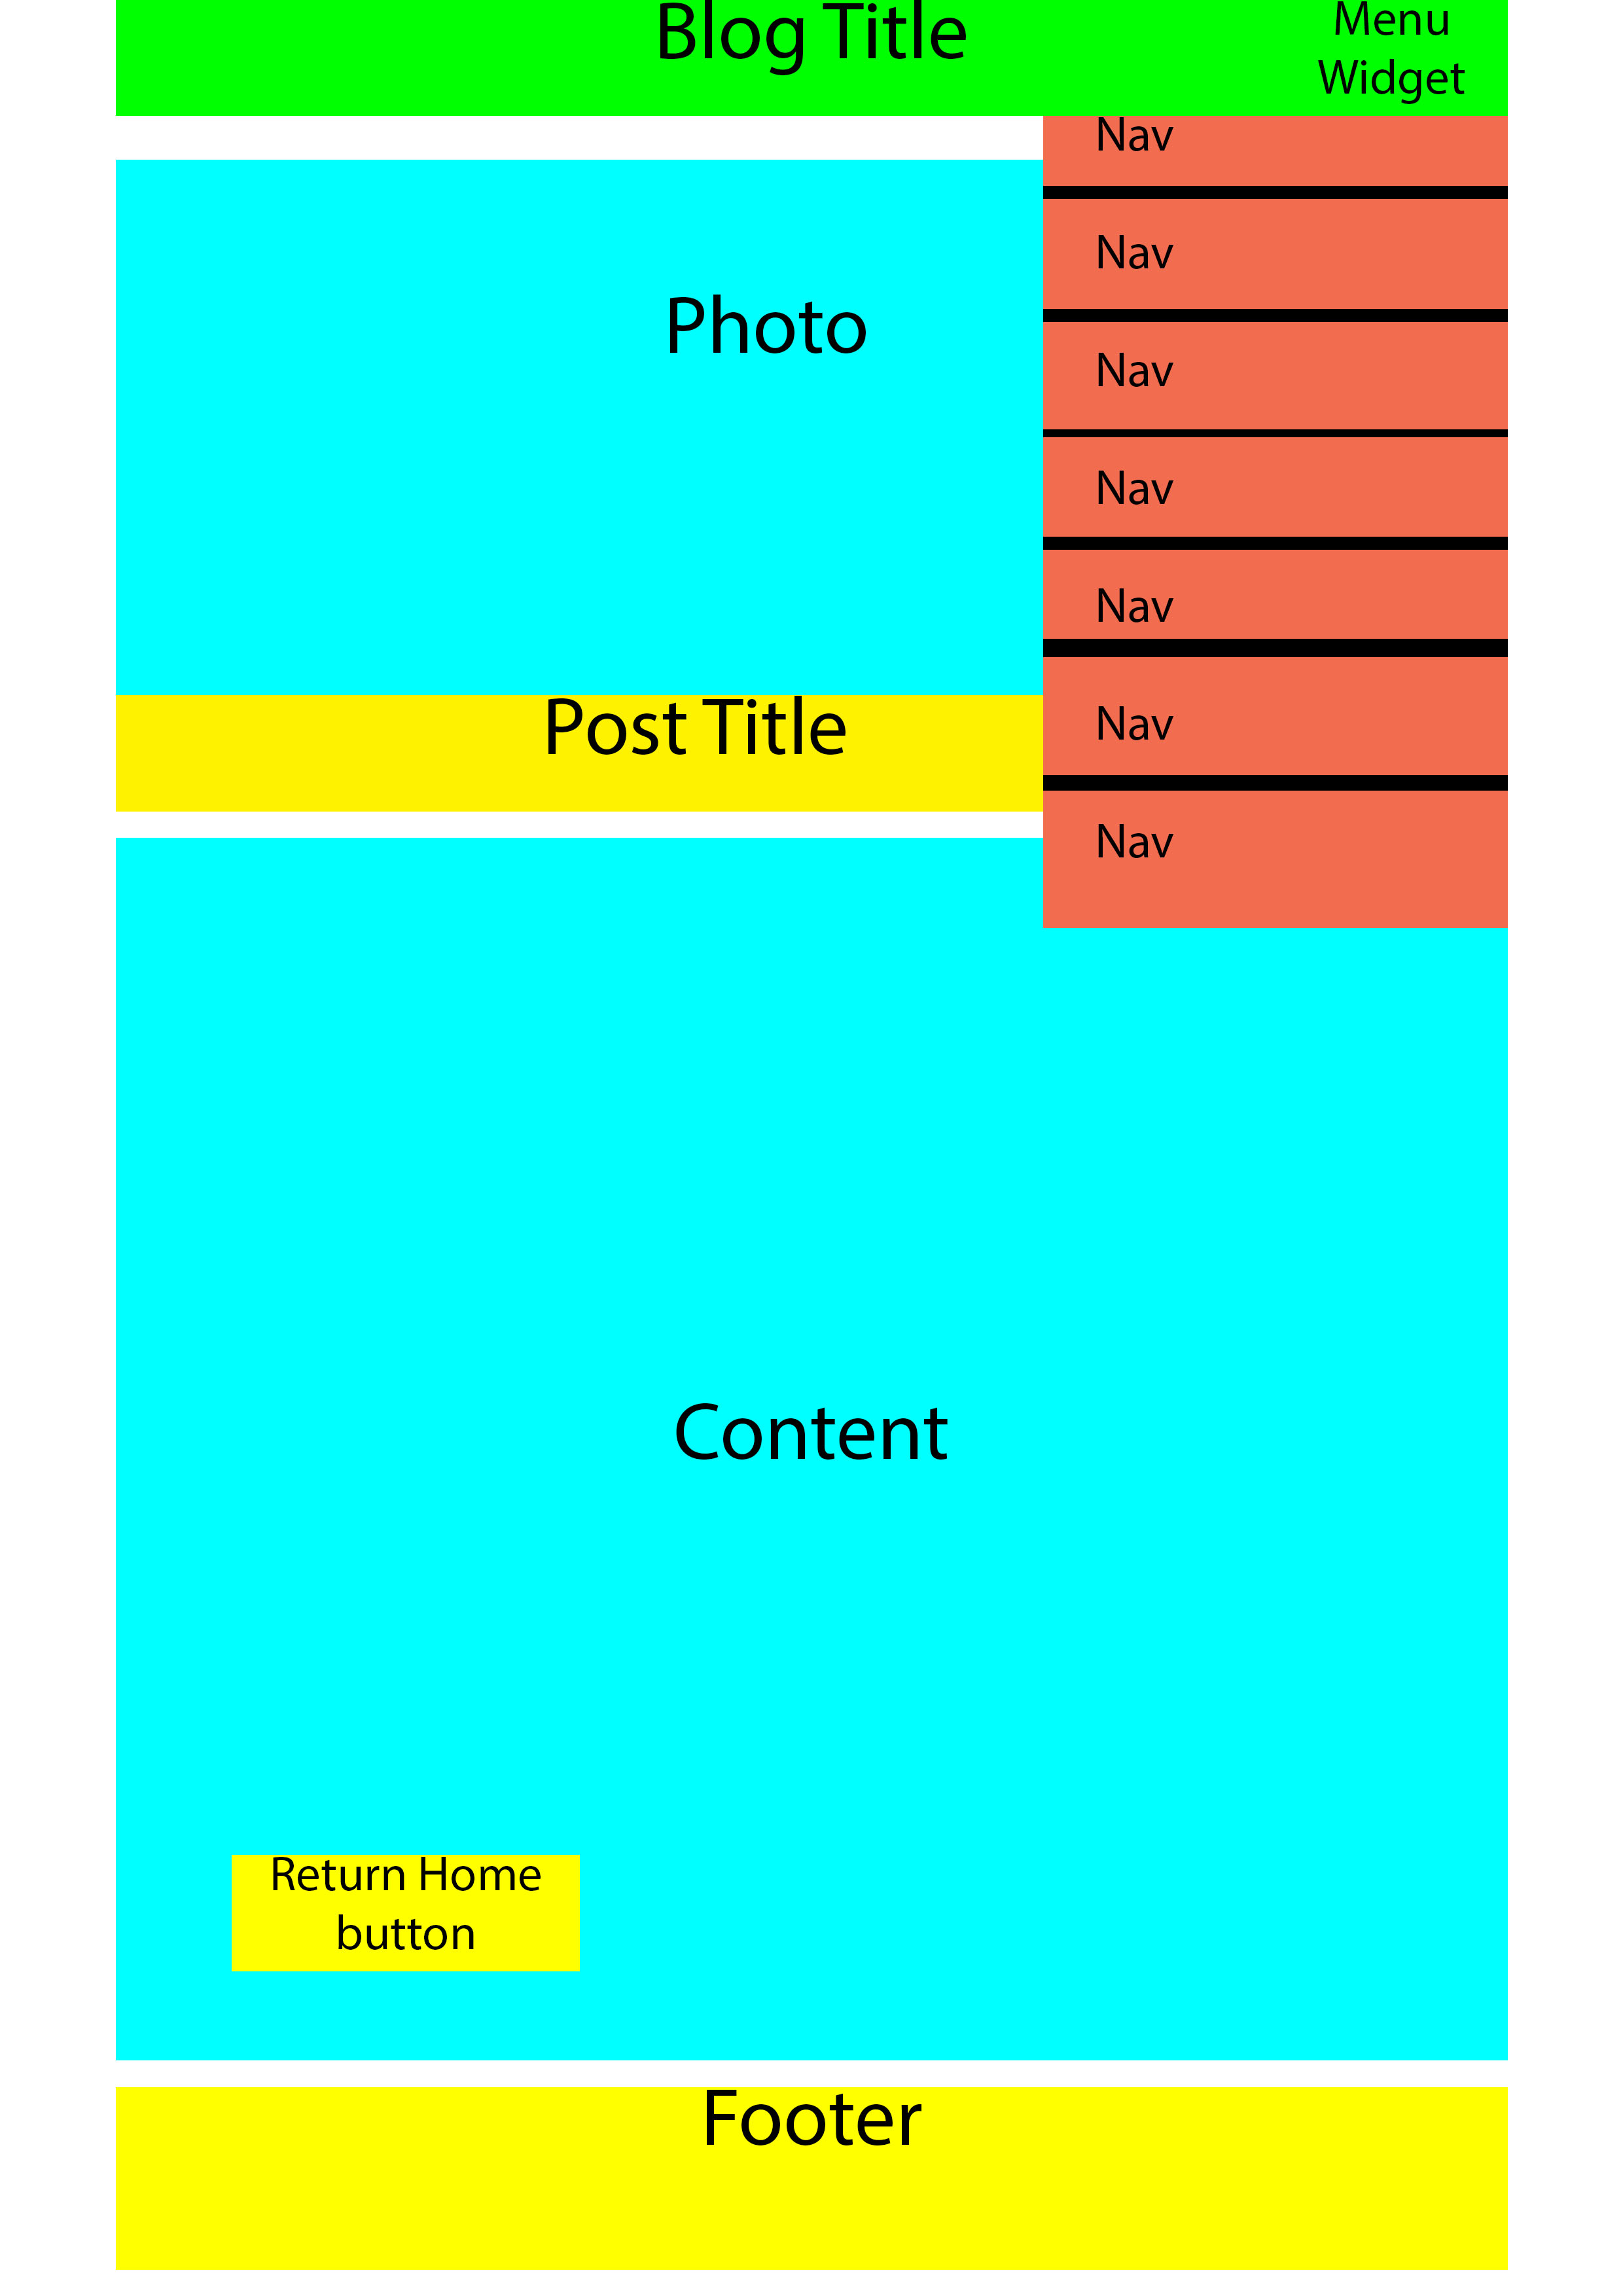 Blog Title
Menu
Widget
Nav
Nav
Photo
Nav
Nav
Nav
Post Title
Nav
Nav
Content
Return Home
button
Footer